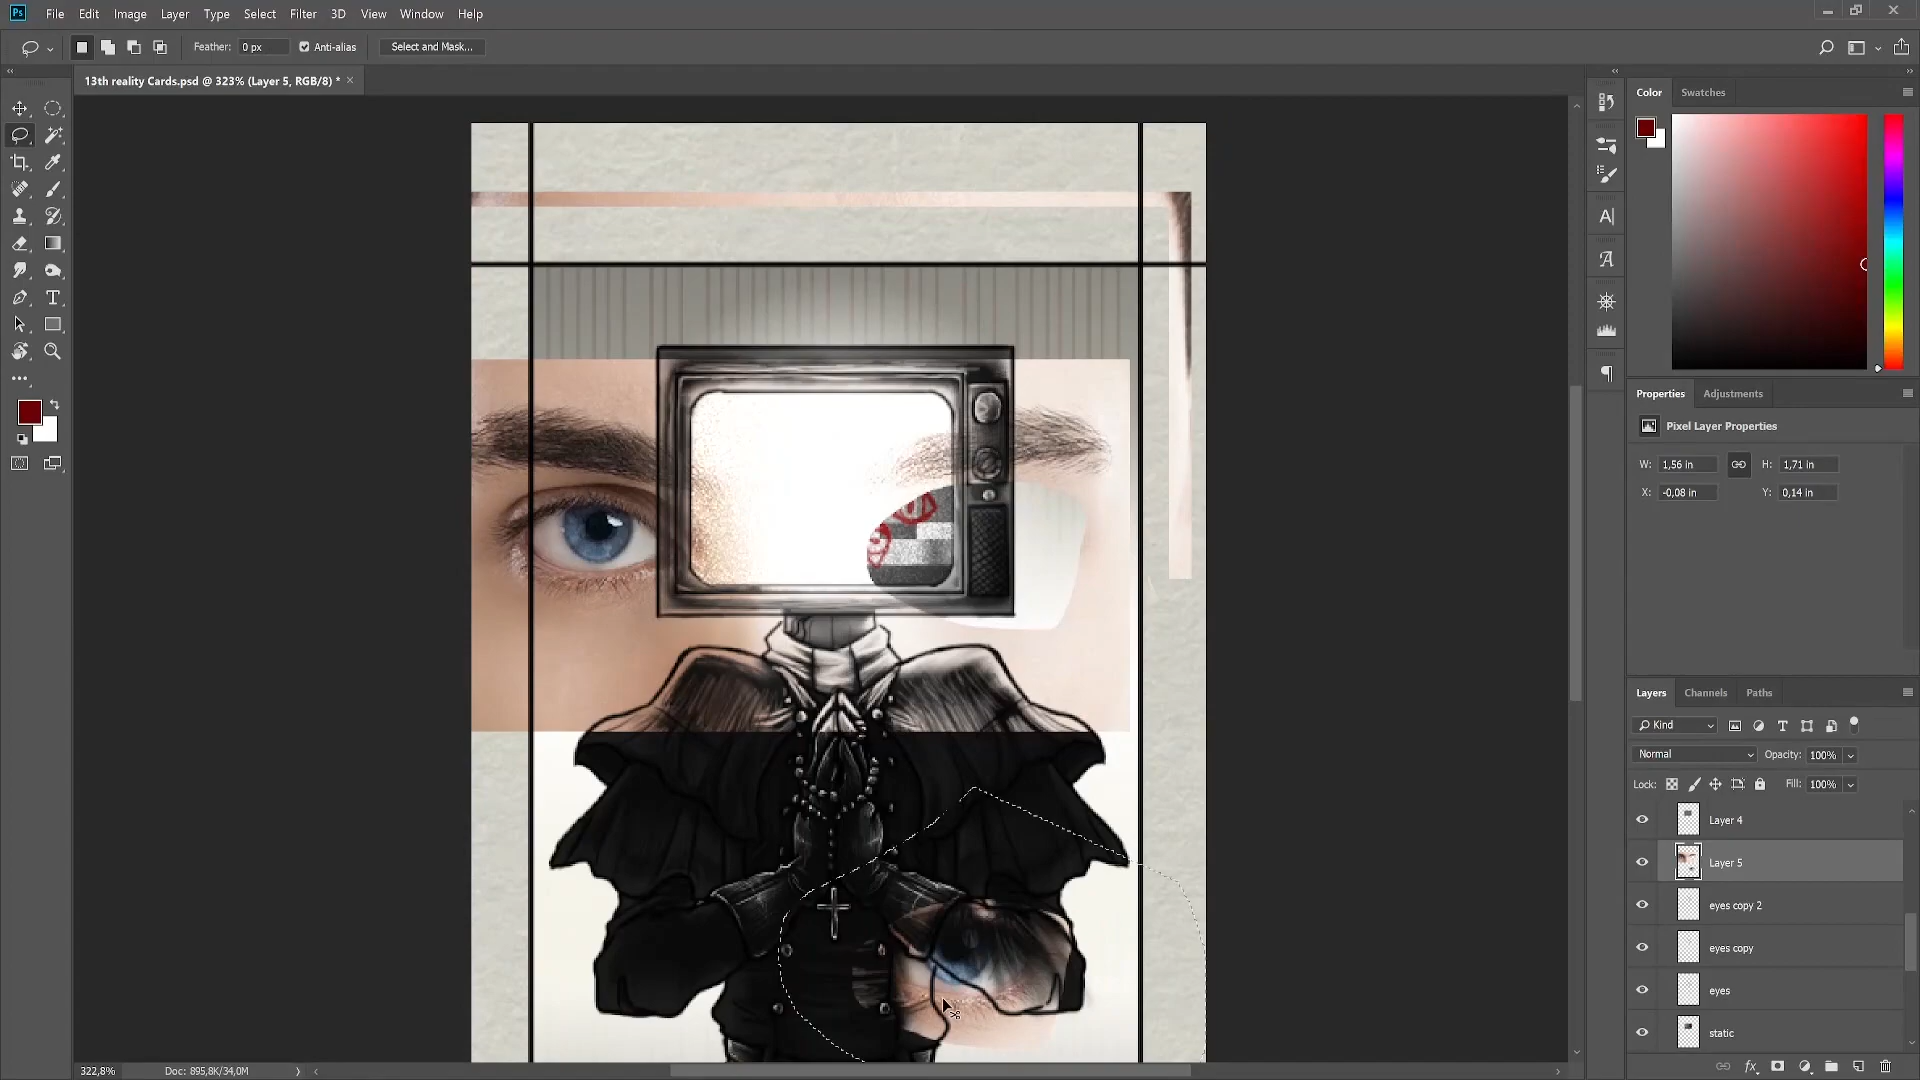 Ps File Edit Image Layer Type Select Filter 3D View Window Help
Feather: 0 px Anti-alias Select and Mask...
13th reality Cards.psd @ 323% (Layer 5, RGB/8) *
Color Swatches
Properties Adjustments
Pixel Layer Properties
W: 1,56 in H: 1,71 in
X: -0,08 in Y: 0,14 in
Layers Channels Paths
Kind
Normal Opacity: 100%
Lock: Fill: 100%
Layer 4
Layer 5
eyes copy 2
eyes copy
eyes
static
322,8% Doc: 895,8K/34,0M